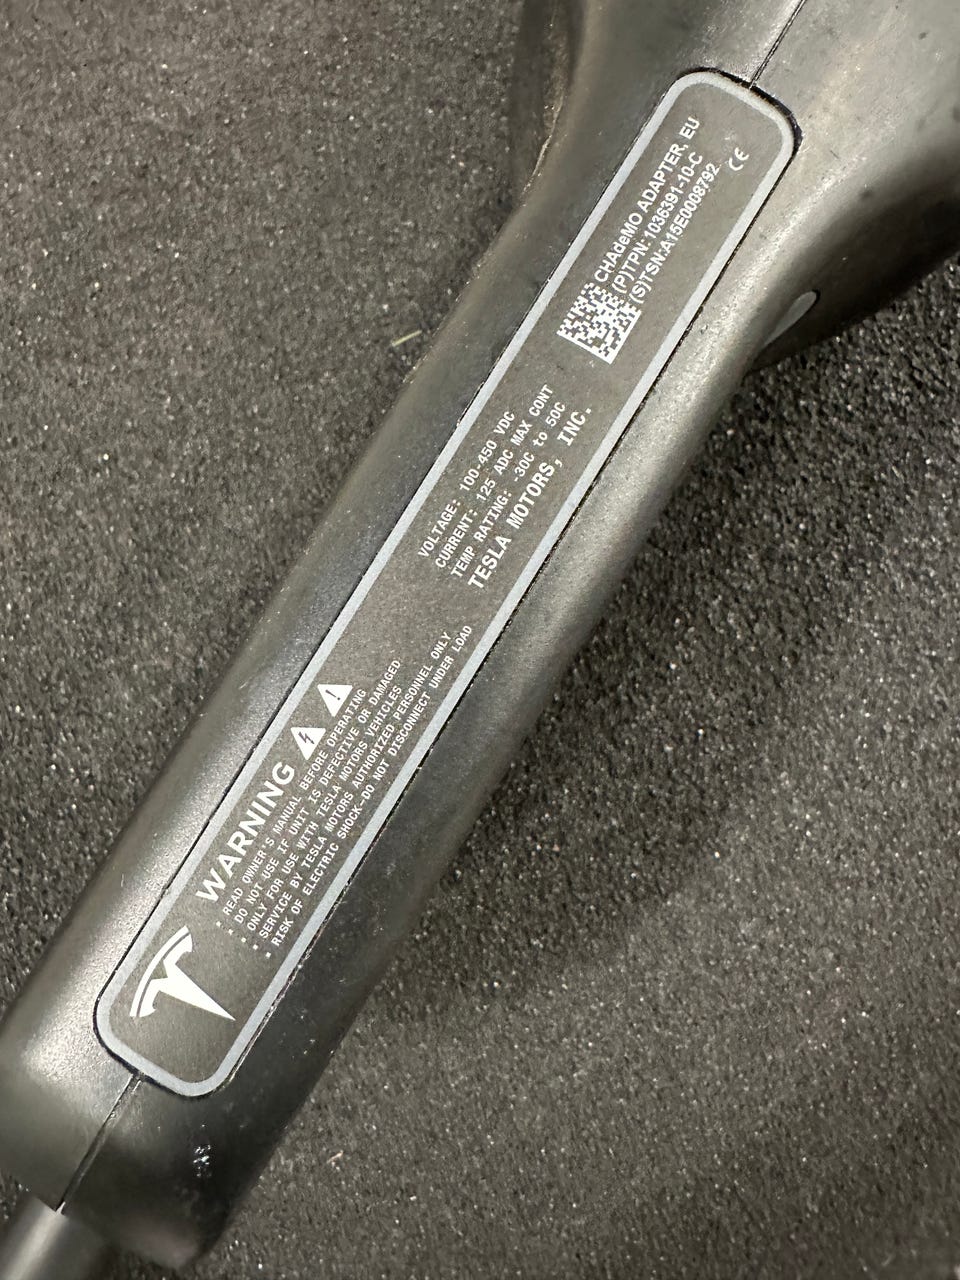 WARNING
- READ OWNER'S MANUAL BEFORE OPERATING
- DO NOT USE IF UNIT IS DEFECTIVE OR DAMAGED
- ONLY FOR USE WITH TESLA MOTORS VEHICLES
- SERVICE BY TESLA MOTORS AUTHORIZED PERSONNEL ONLY
- RISK OF ELECTRIC SHOCK-DO NOT DISCONNECT UNDER LOAD
VOLTAGE: 100-450 VDC
CURRENT: 125 ADC MAX CONT
TEMP RATING: -30C to 50C
TESLA MOTORS, INC.
CHAdeMO ADAPTER, EU
(P)TPN: 1036391-10-C
(S)TSN:A15E0008792
CE